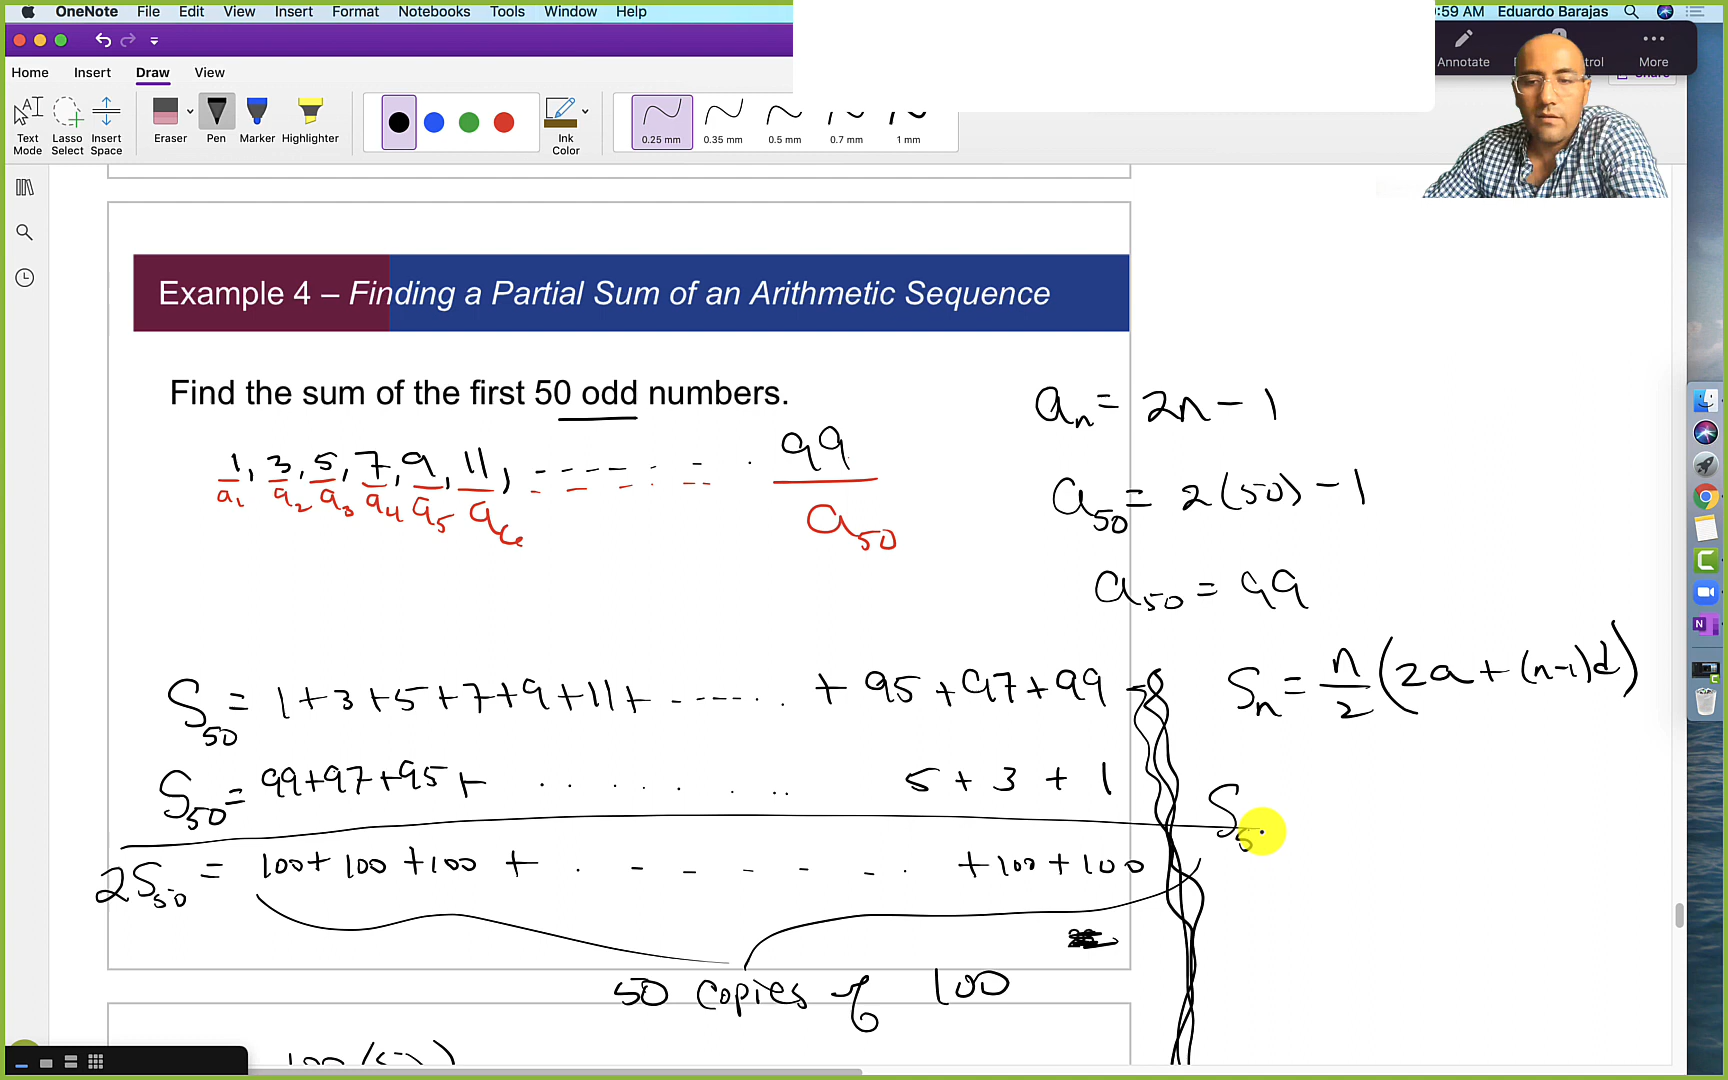 OneNote File Edit View Insert Format Notebooks Tools Window Help
:59 AM Eduardo Barajas
Home Insert Draw View
Annotate trol More
Share
Text Mode Lasso Select Insert Space Eraser Pen Marker Highlighter Ink Color 0.25 mm 0.35 mm 0.5 mm 0.7 mm 1 mm
Example 4 – Finding a Partial Sum of an Arithmetic Sequence
Find the sum of the first 50 odd numbers.
1, 3, 5, 7, 9, 11, ------ 99
a₁ a₂ a₃ a₄ a₅ a₆ a₅₀
aₙ = 2n - 1
a₅₀ = 2(50) - 1
a₅₀ = 99
S₅₀ = 1+3+5+7+9+11+ ------ + 95 + 97 + 99
Sₙ = n/2 (2a + (n-1)d)
S₅₀ = 99+97+95+ ........ 5 + 3 + 1
S₅
2S₅₀ = 100+100+100 + . - - - - - . +100+100
50 copies of 100